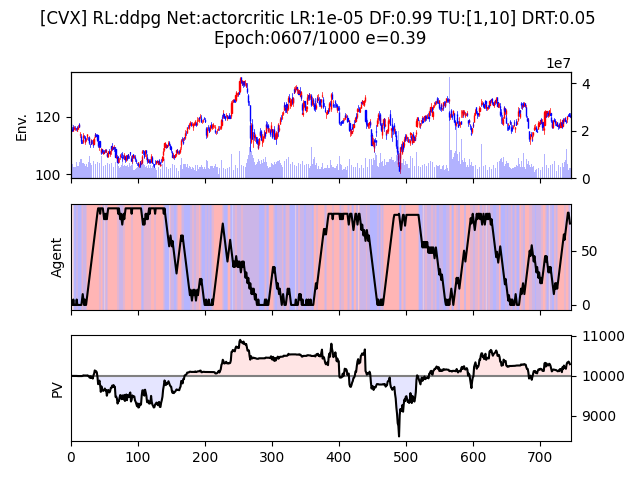 [CVX] RL:ddpg Net:actorcritic LR:1e-05 DF:0.99 TU:[1,10] DRT:0.05
Epoch:0607/1000 e=0.39
1e7
Env.
120
100
4
2
0
Agent
50
0
PV
11000
10000
9000
0 100 200 300 400 500 600 700